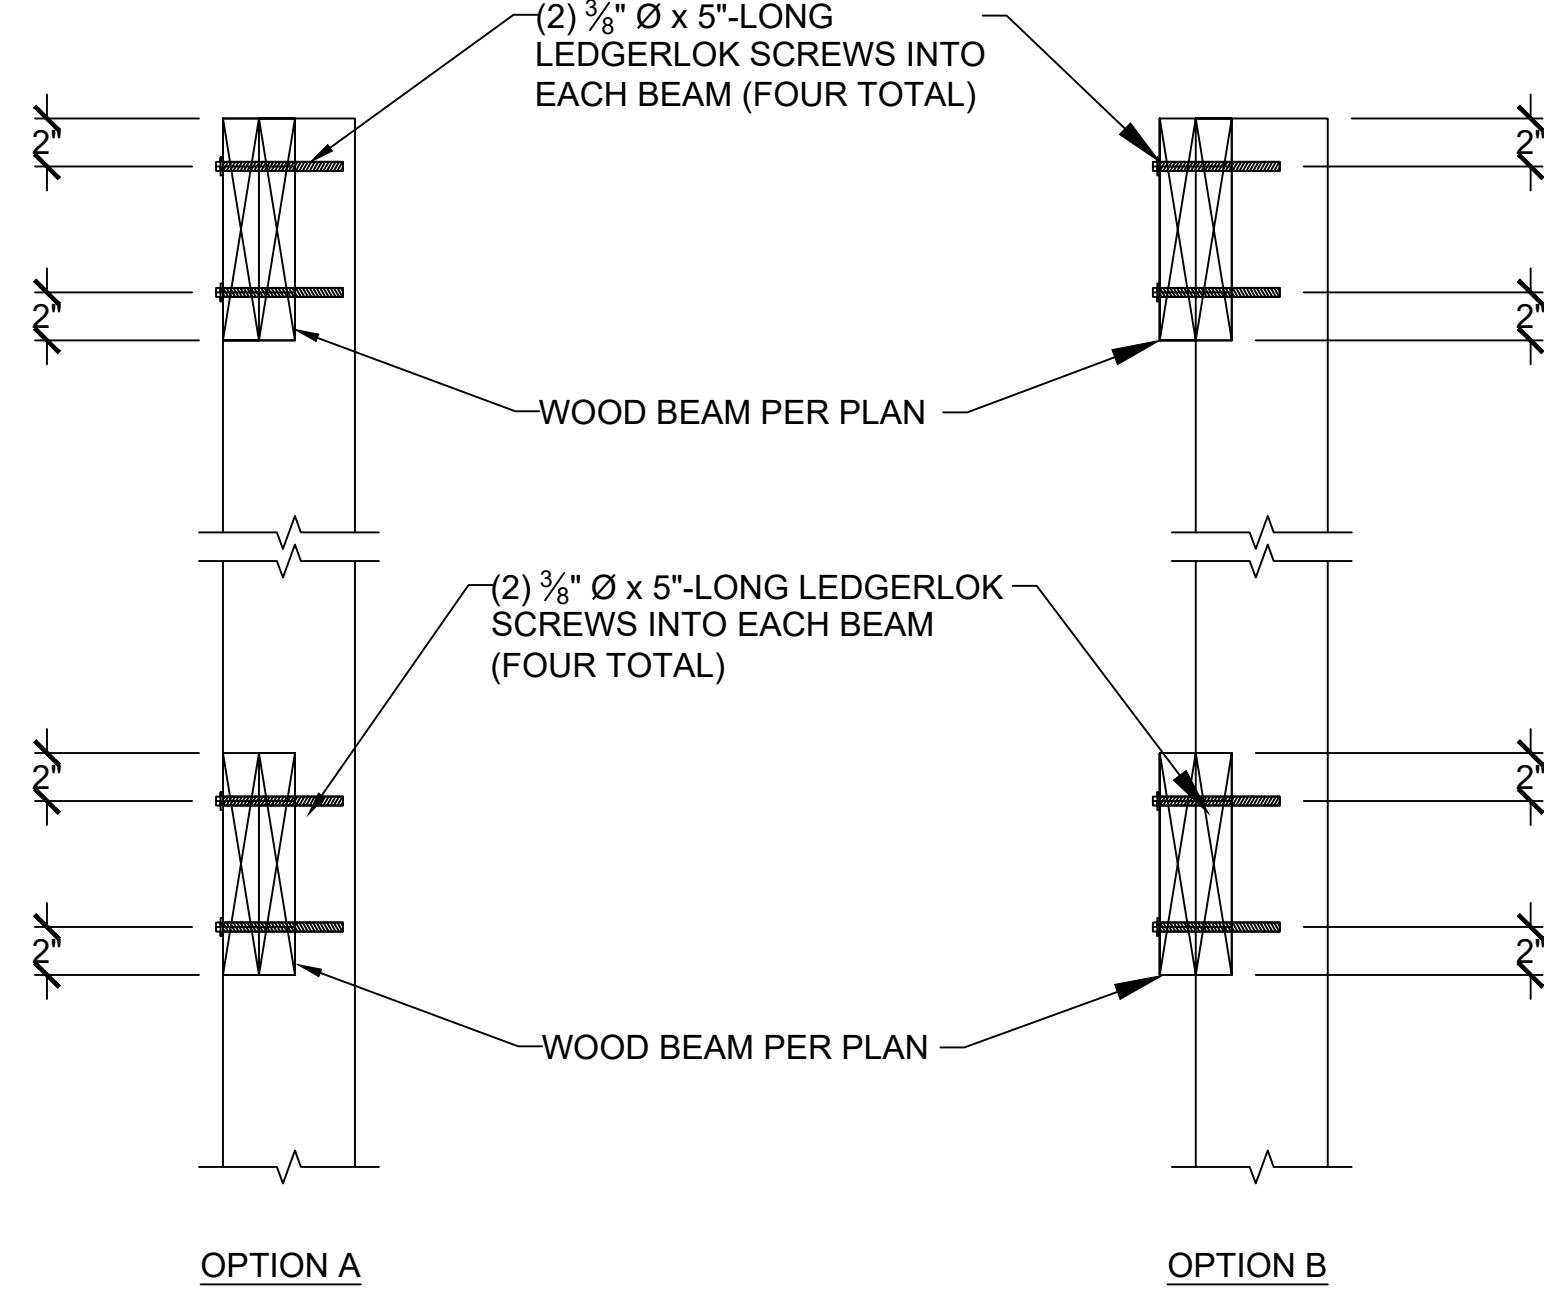 (2) 3/8" Ø x 5"-LONG
LEDGERLOK SCREWS INTO
EACH BEAM (FOUR TOTAL)
2"
2"
2"
2"
WOOD BEAM PER PLAN
(2) 3/8" Ø x 5"-LONG LEDGERLOK
SCREWS INTO EACH BEAM
(FOUR TOTAL)
2"
2"
2"
2"
WOOD BEAM PER PLAN
OPTION A
OPTION B